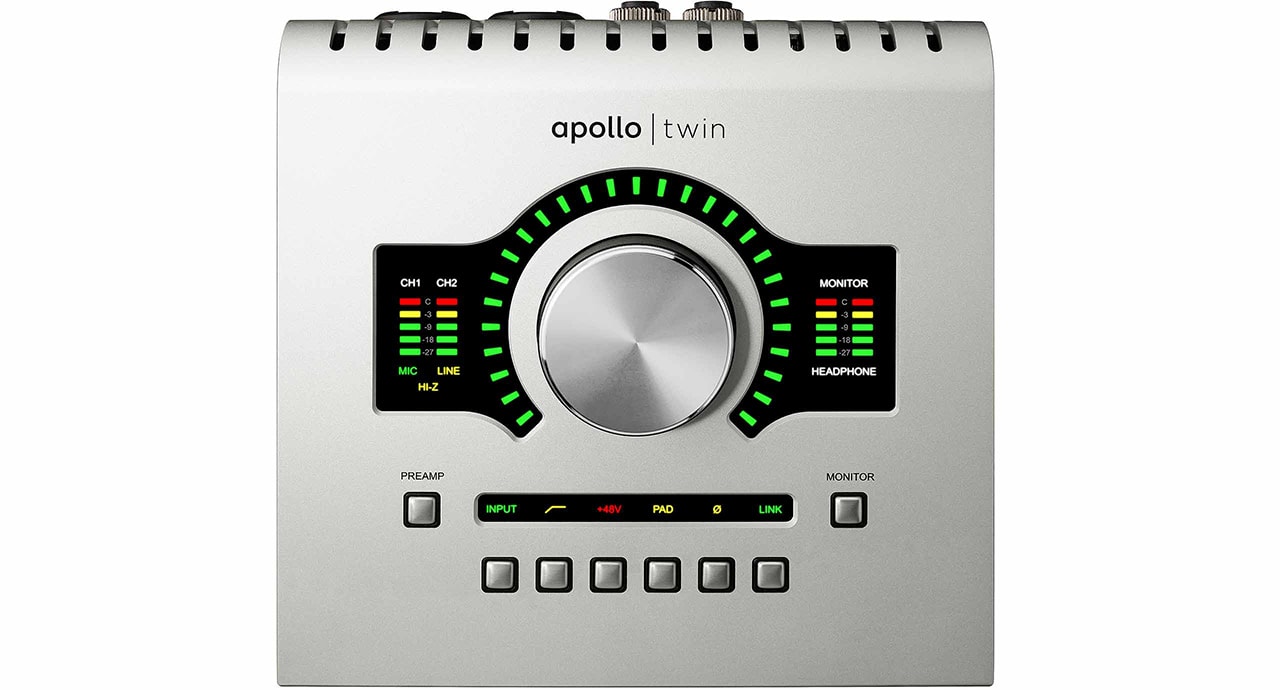 apollo | twin
CH1 CH2
C
-3
-9
-18
-27
MIC LINE
HI-Z
MONITOR
C
-3
-9
-18
-27
HEADPHONE
PREAMP
MONITOR
INPUT +48V PAD Ø LINK